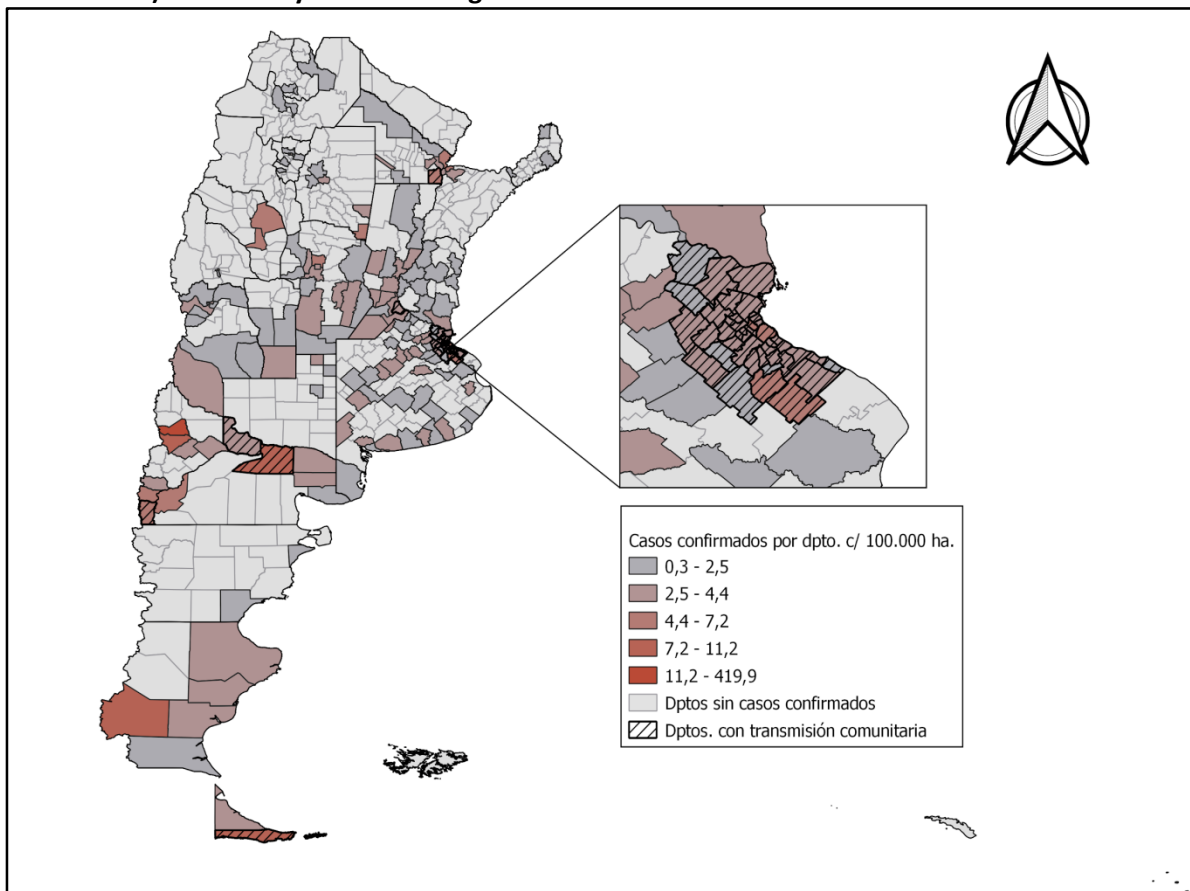 Casos confirmados por dpto. c/ 100.000 ha.
0,3 - 2,5
2,5 - 4,4
4,4 - 7,2
7,2 - 11,2
11,2 - 419,9
Dptos sin casos confirmados
Dptos. con transmisión comunitaria